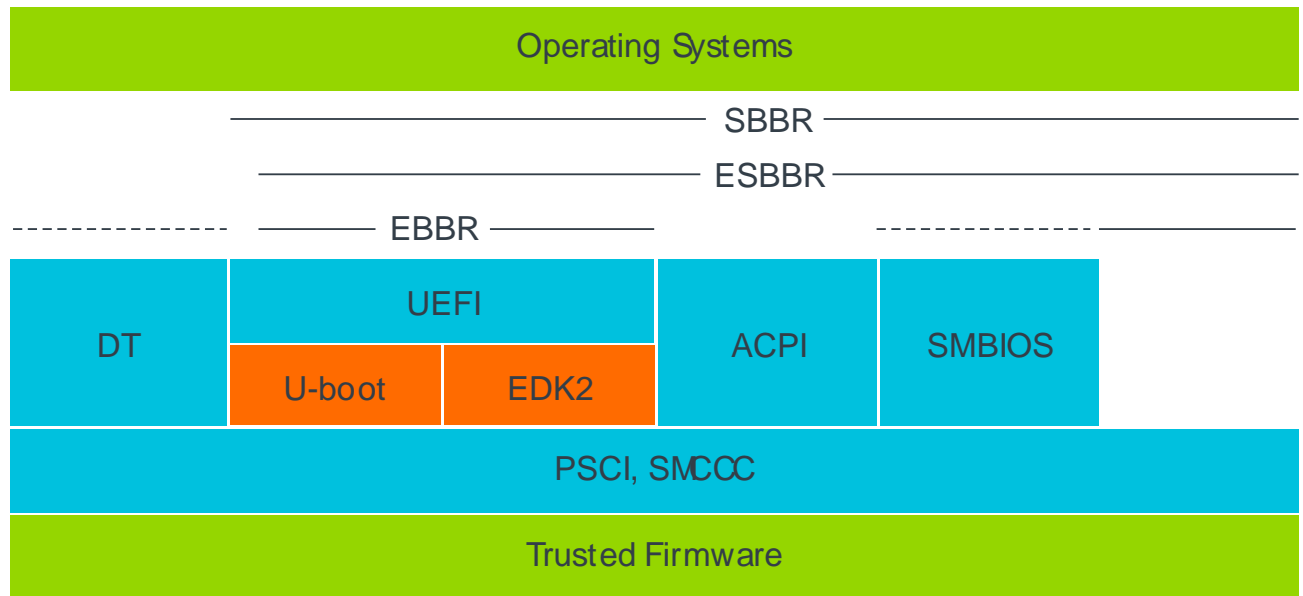 Operating Systems
SBBR
ESBBR
EBBR
DT
UEFI
U-boot
EDK2
ACPI
SMBIOS
PSCI, SMCCC
Trusted Firmware